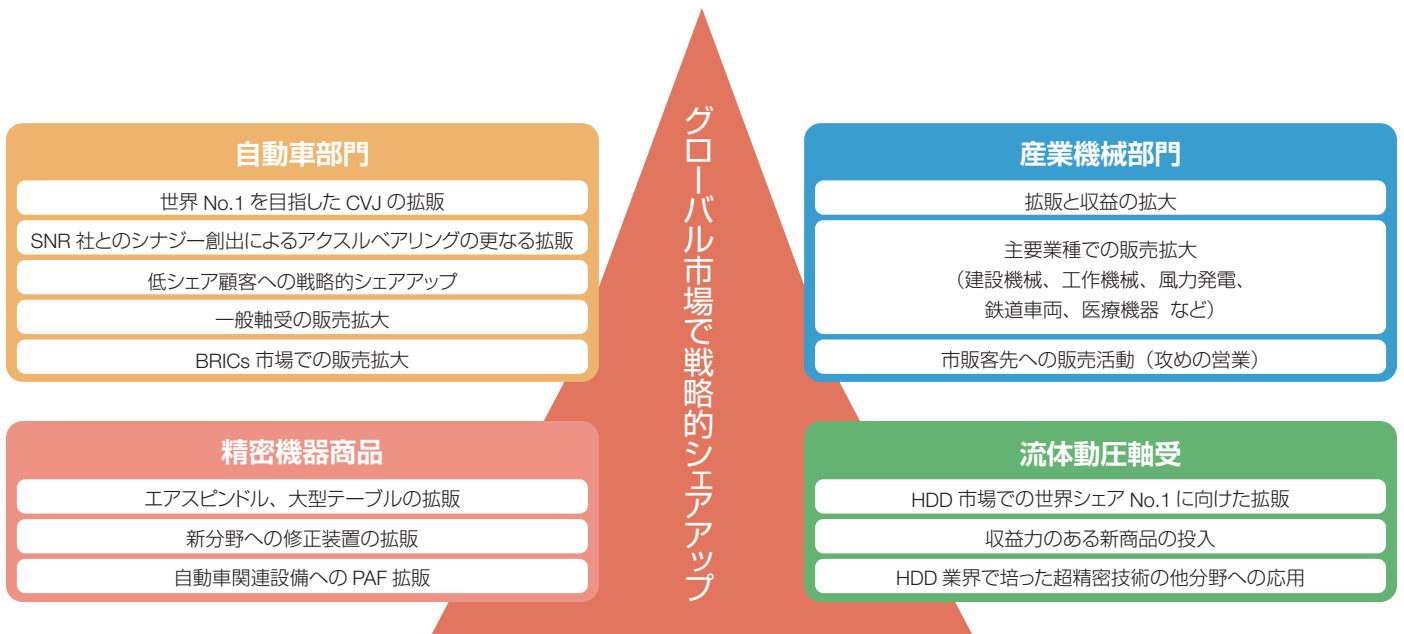 グローバル市場で戦略的シェアアップ
自動車部門
世界 No.1 を目指した CVJ の拡販
SNR 社とのシナジー創出によるアクスルベアリングの更なる拡販
低シェア顧客への戦略的シェアアップ
一般軸受の販売拡大
BRICs 市場での販売拡大
産業機械部門
拡販と収益の拡大
主要業種での販売拡大
（建設機械、工作機械、風力発電、
鉄道車両、医療機器 など）
市販客先への販売活動（攻めの営業）
精密機器商品
エアスピンドル、大型テーブルの拡販
新分野への修正装置の拡販
自動車関連設備への PAF 拡販
流体動圧軸受
HDD 市場での世界シェア No.1 に向けた拡販
収益力のある新商品の投入
HDD 業界で培った超精密技術の他分野への応用